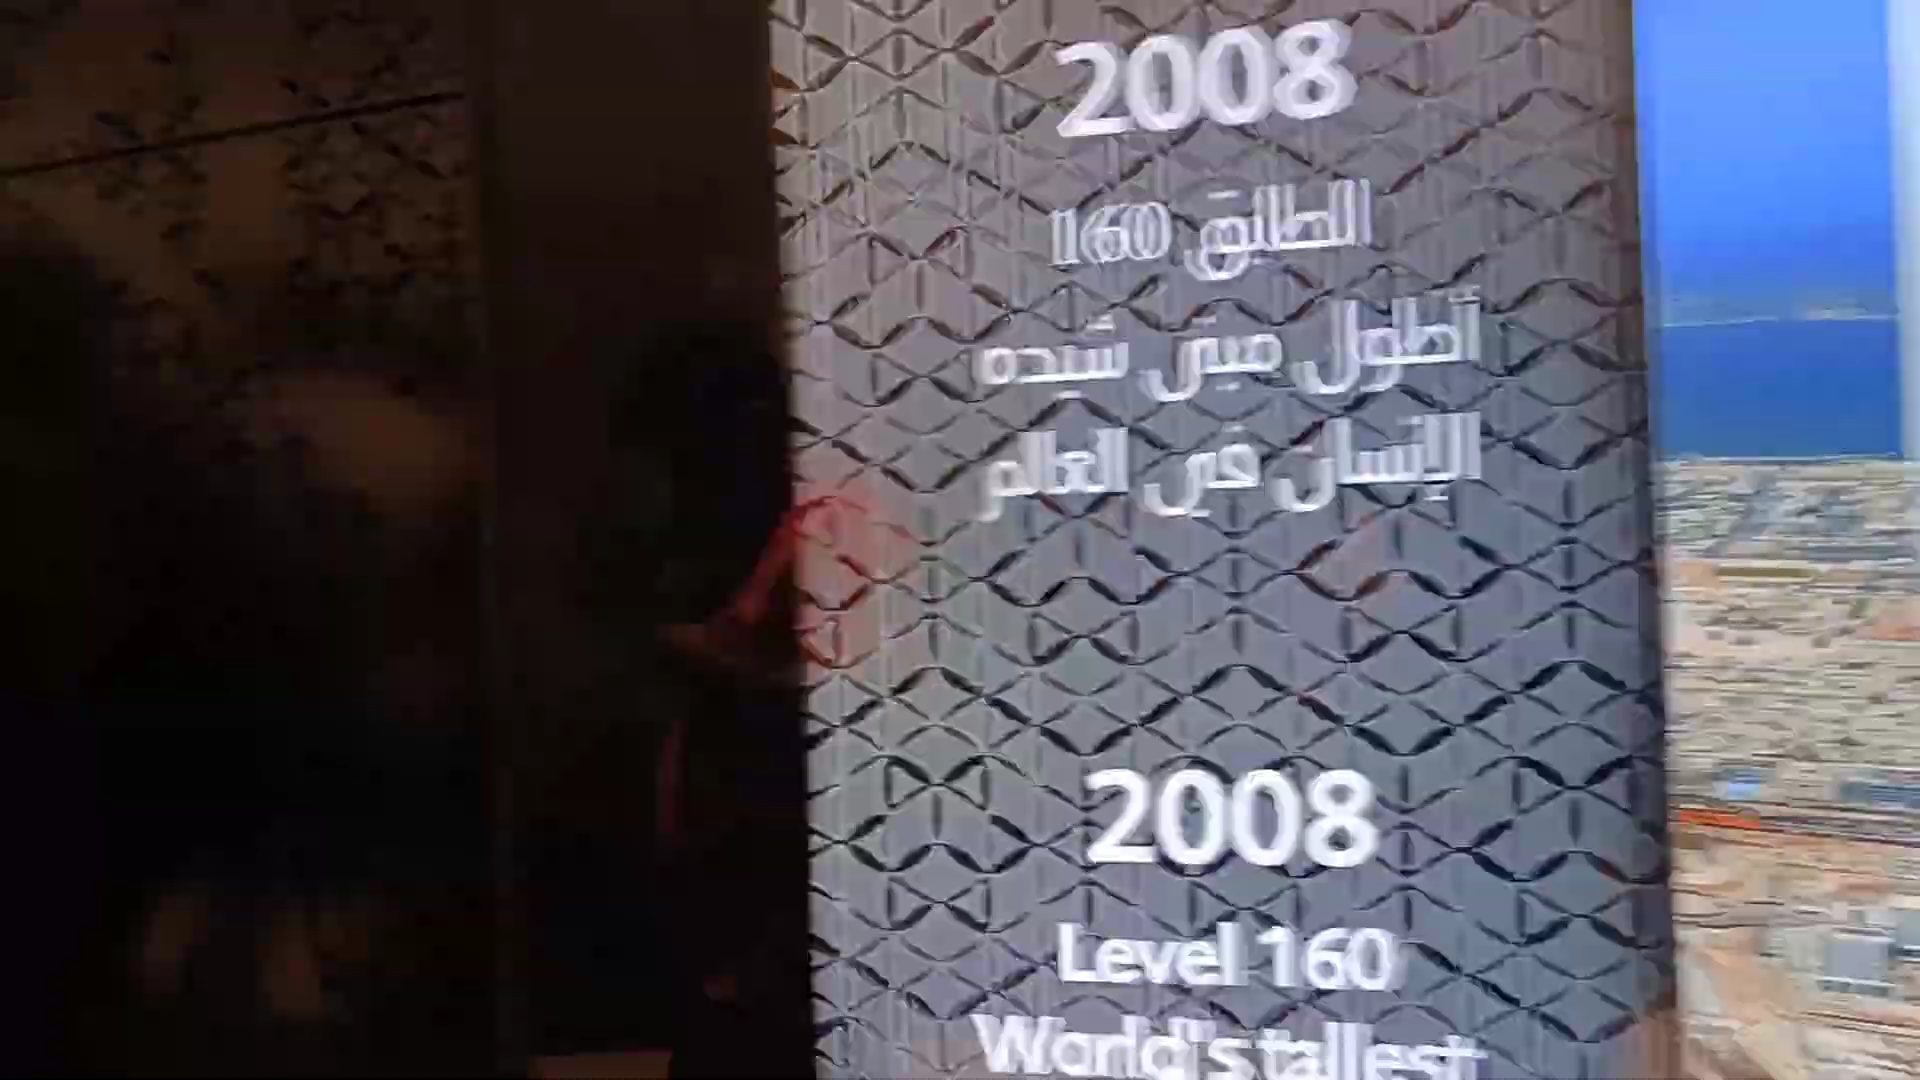 2008
الطابق 160
أطول مبنى شيده
الإنسان في العالم
2008
Level 160
World's tallest